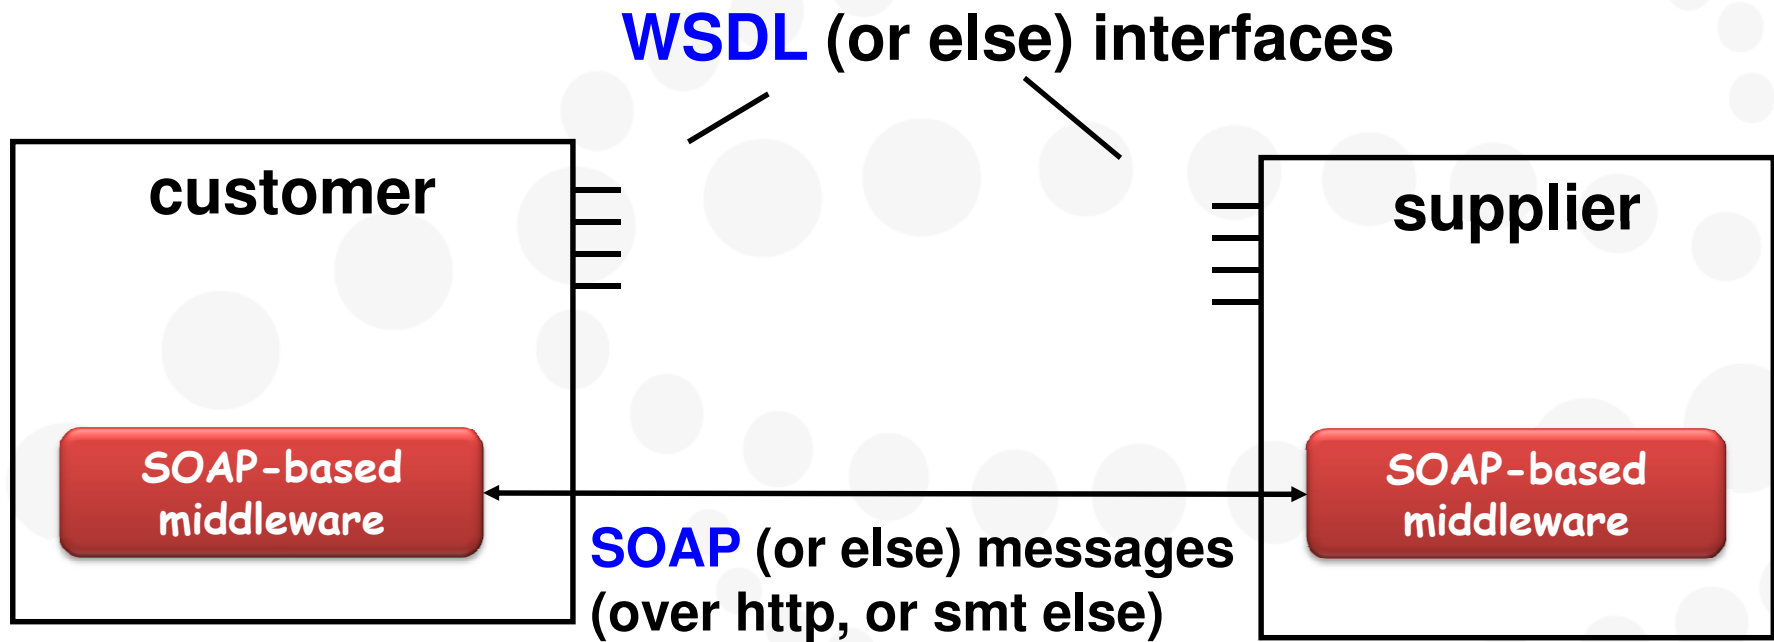 WSDL (or else) interfaces
customer
supplier
SOAP-based
middleware
SOAP-based
middleware
SOAP (or else) messages
(over http, or smt else)